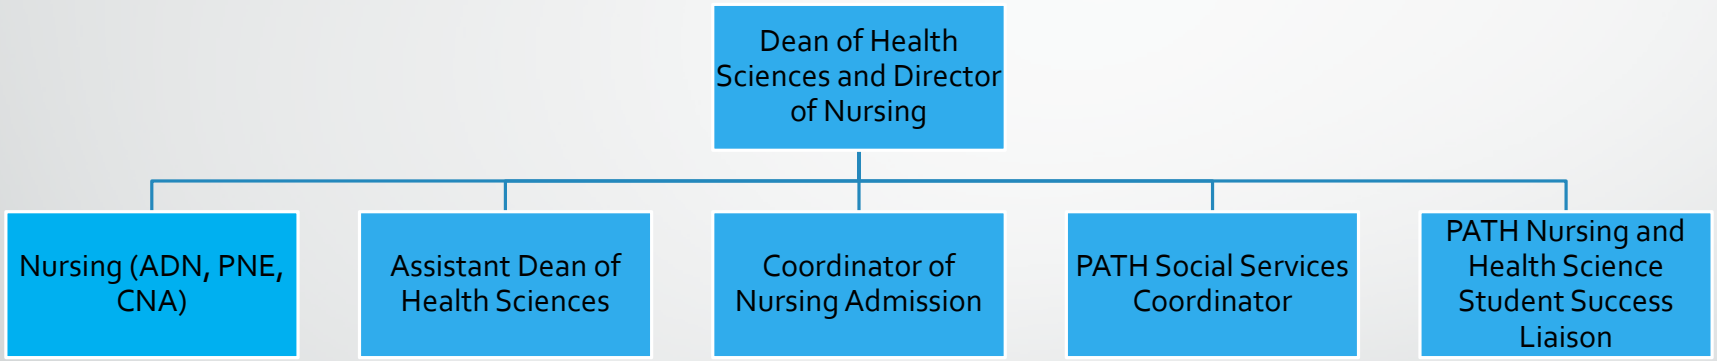 Dean of Health
Sciences and Director
of Nursing
Nursing (ADN, PNE,
CNA)
Assistant Dean of
Health Sciences
Coordinator of
Nursing Admission
PATH Social Services
Coordinator
PATH Nursing and
Health Science
Student Success
Liaison